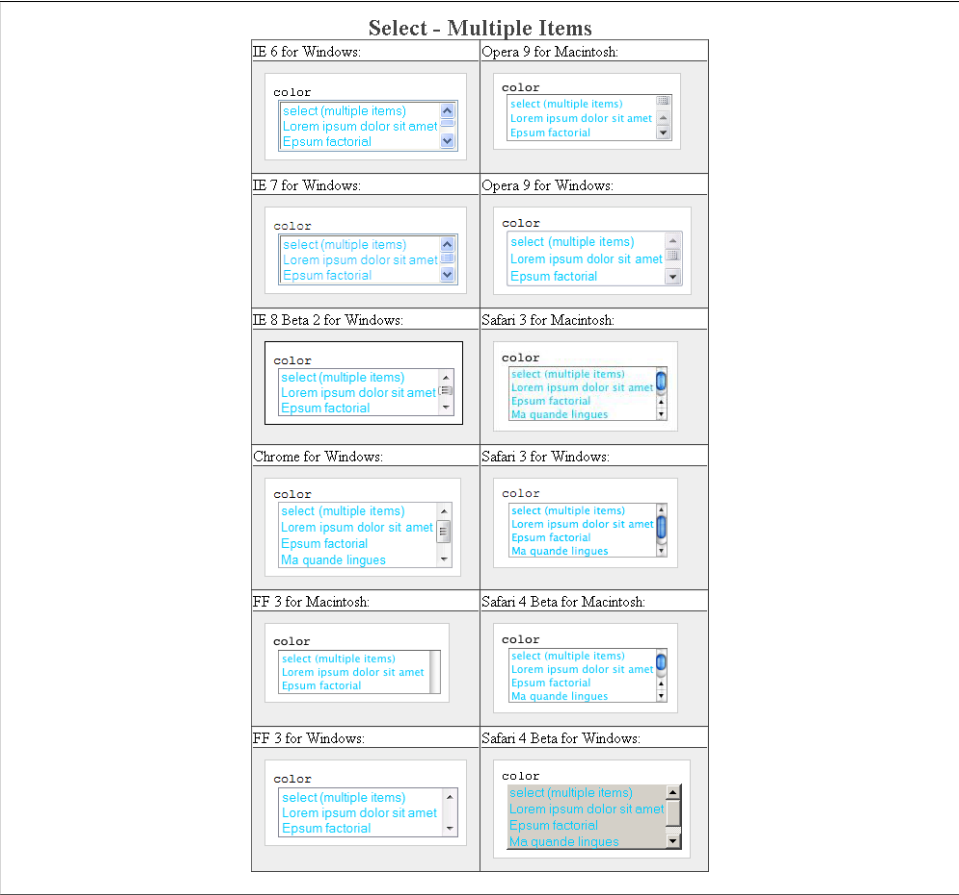 Select - Multiple Items
IE 6 for Windows:
color
select (multiple items)
Lorem ipsum dolor sit amet
Epsum factorial
Opera 9 for Macintosh:
color
select (multiple items)
Lorem ipsum dolor sit amet
Epsum factorial
IE 7 for Windows:
color
select (multiple items)
Lorem ipsum dolor sit amet
Epsum factorial
Opera 9 for Windows:
color
select (multiple items)
Lorem ipsum dolor sit amet
Epsum factorial
IE 8 Beta 2 for Windows:
color
select (multiple items)
Lorem ipsum dolor sit amet
Epsum factorial
Safari 3 for Macintosh:
color
select (multiple items)
Lorem ipsum dolor sit amet
Epsum factorial
Ma quande lingues
Chrome for Windows:
color
select (multiple items)
Lorem ipsum dolor sit amet
Epsum factorial
Ma quande lingues
Safari 3 for Windows:
color
select (multiple items)
Lorem ipsum dolor sit amet
Epsum factorial
Ma quande lingues
FF 3 for Macintosh:
color
select (multiple items)
Lorem ipsum dolor sit amet
Epsum factorial
Safari 4 Beta for Macintosh:
color
select (multiple items)
Lorem ipsum dolor sit amet
Epsum factorial
Ma quande lingues
FF 3 for Windows:
color
select (multiple items)
Lorem ipsum dolor sit amet
Epsum factorial
Safari 4 Beta for Windows:
color
select (multiple items)
Lorem ipsum dolor sit amet
Epsum factorial
Ma quande lingues